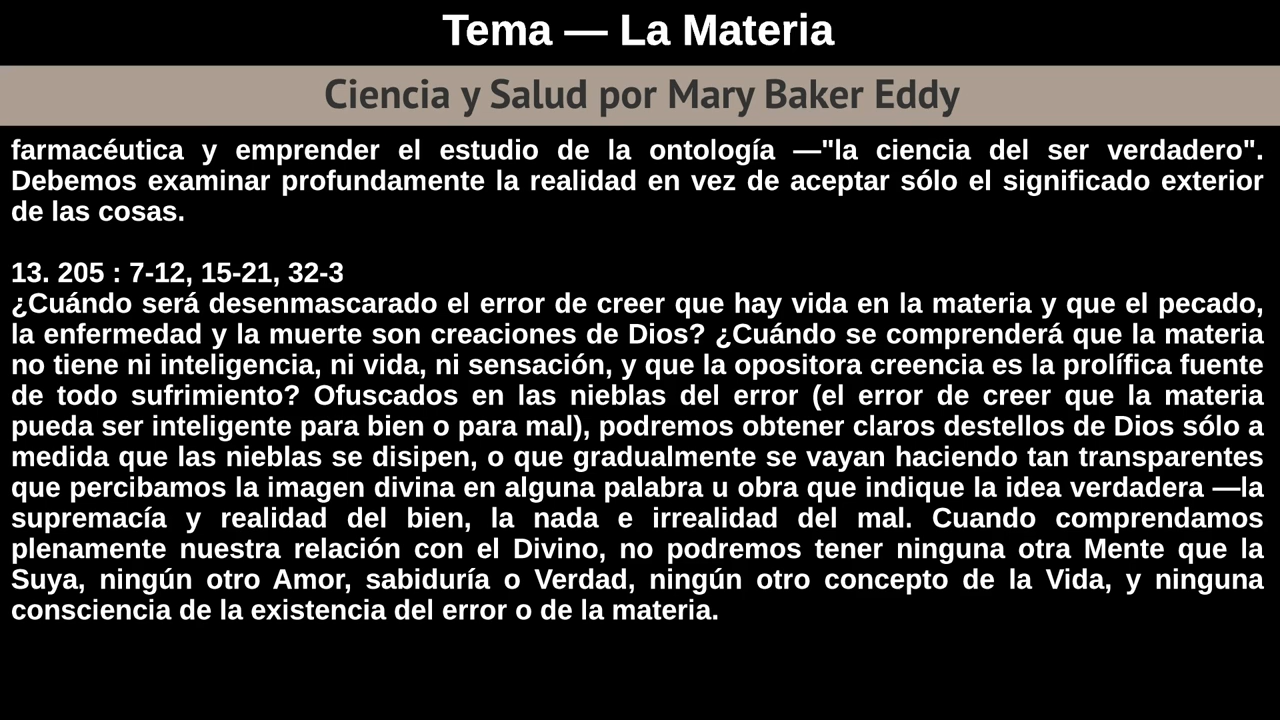 Tema — La Materia
Ciencia y Salud por Mary Baker Eddy
farmacéutica y emprender el estudio de la ontología —"la ciencia del ser verdadero".
Debemos examinar profundamente la realidad en vez de aceptar sólo el significado exterior
de las cosas.
13. 205 : 7-12, 15-21, 32-3
¿Cuándo será desenmascarado el error de creer que hay vida en la materia y que el pecado,
la enfermedad y la muerte son creaciones de Dios? ¿Cuándo se comprenderá que la materia
no tiene ni inteligencia, ni vida, ni sensación, y que la opositora creencia es la prolífica fuente
de todo sufrimiento? Ofuscados en las nieblas del error (el error de creer que la materia
pueda ser inteligente para bien o para mal), podremos obtener claros destellos de Dios sólo a
medida que las nieblas se disipen, o que gradualmente se vayan haciendo tan transparentes
que percibamos la imagen divina en alguna palabra u obra que indique la idea verdadera —la
supremacía y realidad del bien, la nada e irrealidad del mal. Cuando comprendamos
plenamente nuestra relación con el Divino, no podremos tener ninguna otra Mente que la
Suya, ningún otro Amor, sabiduría o Verdad, ningún otro concepto de la Vida, y ninguna
consciencia de la existencia del error o de la materia.